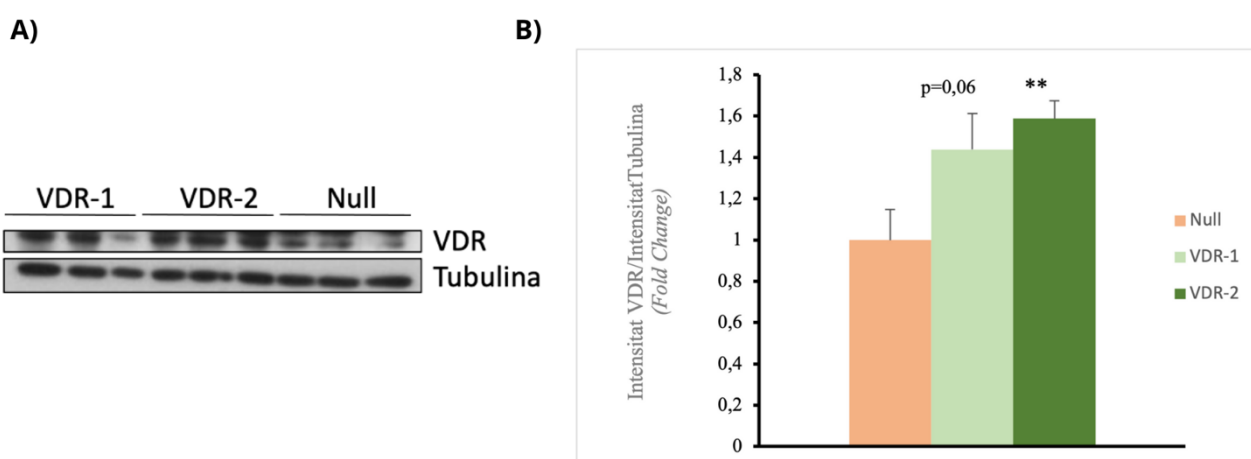 A)
VDR-1 VDR-2 Null
VDR
Tubulina
B)
Intensitat VDR/IntensitatTubulina
(Fold Change)
1,8
1,6
1,4
1,2
1
0,8
0,6
0,4
0,2
0
p=0,06
**
Null
VDR-1
VDR-2